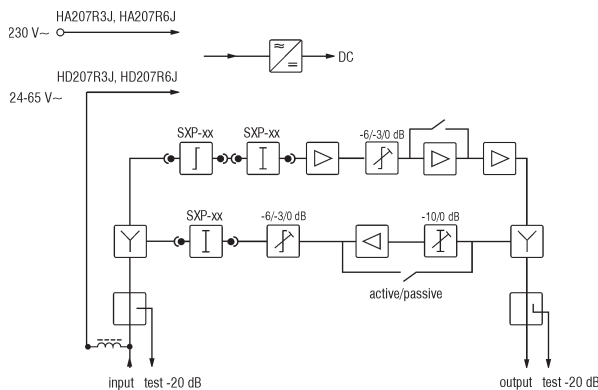 HA207R3J, HA207R6J
230 V~
DC
HD207R3J, HD207R6J
24-65 V~
SXP-xx
SXP-xx
-6/-3/0 dB
SXP-xx
-6/-3/0 dB
-10/0 dB
active/passive
input
test -20 dB
output
test -20 dB